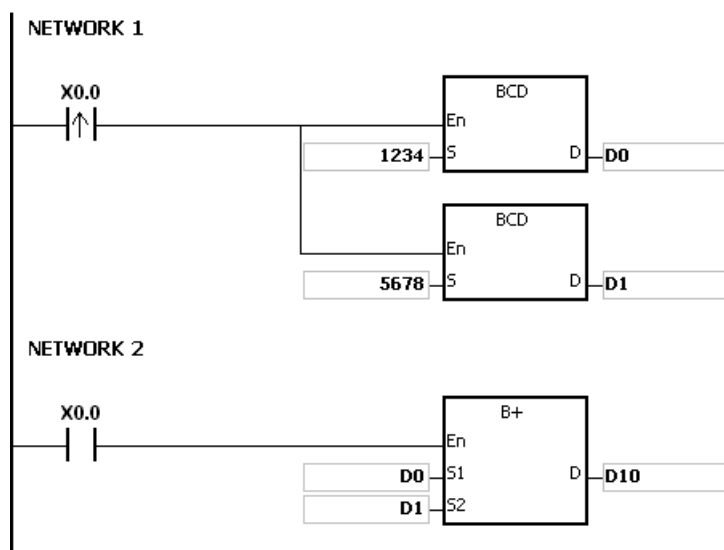 NETWORK 1
X0.0
BCD
En
1234 S D D0
BCD
En
5678 S D D1
NETWORK 2
X0.0
B+
En
D0 S1 D D10
D1 S2